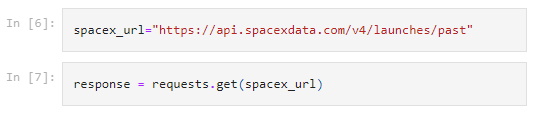 In [6]: spacex_url="https://api.spacexdata.com/v4/launches/past"
In [7]: response = requests.get(spacex_url)